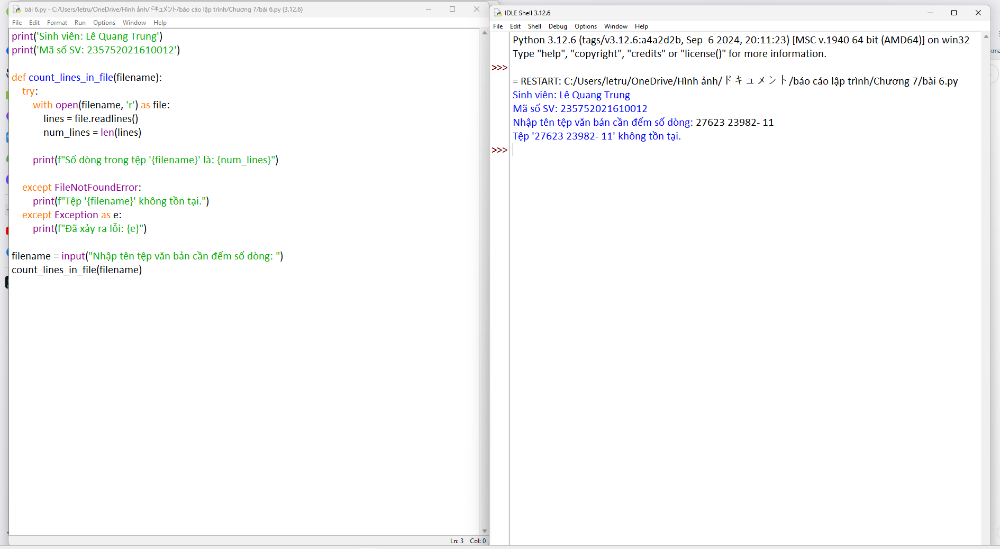 bài 6.py - C:/Users/letru/OneDrive/Hình ảnh/ドキュメント/báo cáo lập trình/Chương 7/bài 6.py (3.12.6)
File Edit Format Run Options Window Help
print('Sinh viên: Lê Quang Trung')
print('Mã số SV: 235752021610012')
def count_lines_in_file(filename):
try:
with open(filename, 'r') as file:
lines = file.readlines()
num_lines = len(lines)
print(f"Số dòng trong tệp '{filename}' là: {num_lines}")
except FileNotFoundError:
print(f"Tệp '{filename}' không tồn tại.")
except Exception as e:
print(f"Đã xảy ra lỗi: {e}")
filename = input("Nhập tên tệp văn bản cần đếm số dòng: ")
count_lines_in_file(filename)
Ln: 3 Col: 0
IDLE Shell 3.12.6
File Edit Shell Debug Options Window Help
Python 3.12.6 (tags/v3.12.6:a4a2d2b, Sep  6 2024, 20:11:23) [MSC v.1940 64 bit (AMD64)] on win32
Type "help", "copyright", "credits" or "license()" for more information.
>>>
= RESTART: C:/Users/letru/OneDrive/Hình ảnh/ドキュメント/báo cáo lập trình/Chương 7/bài 6.py
Sinh viên: Lê Quang Trung
Mã số SV: 235752021610012
Nhập tên tệp văn bản cần đếm số dòng: 27623 23982- 11
Tệp '27623 23982- 11' không tồn tại.
>>>